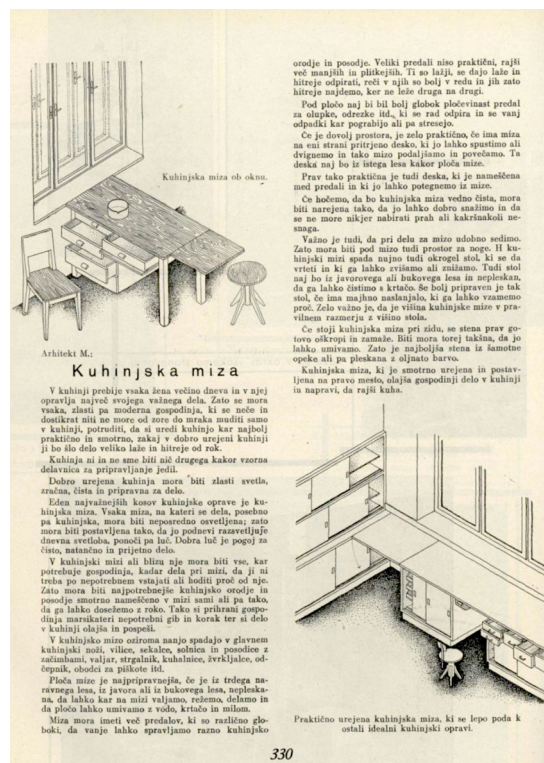 Kuhinjska miza ob oknu.
Arhitekt M.:
Kuhinjska miza
V kuhinji prebije vsaka žena večino dneva in v njej
opravlja največ svojega važnega dela. Zato se mora
vsaka, zlasti pa moderna gospodinja, ki se neče in
dostikrat niti ne more od zore do mraka muditi samo
v kuhinji, potruditi, da si uredi kuhinjo kar najbolj
praktično in smotrno, zakaj v dobro urejeni kuhinji
ji bo šlo delo veliko laže in hitreje od rok.
Kuhinja ni in ne sme biti nič drugega kakor vzorna
delavnica za pripravljanje jedil.
Dobro urejena kuhinja mora biti zlasti svetla,
zračna, čista in pripravna za delo.
Eden najvažnejših kosov kuhinjske oprave je ku-
hinjska miza. Vsaka miza, na kateri se dela, posebno
pa kuhinjska, mora biti neposredno osvetljena; zato
mora biti postavljena tako, da jo podnevi razsvetljuje
dnevna svetloba, ponoči pa luč. Dobra luč je pogoj za
čisto, natančno in prijetno delo.
V kuhinjski mizi ali blizu nje mora biti vse, kar
potrebuje gospodinja, kadar dela pri mizi, da ji ni
treba po nepotrebnem vstajati ali hoditi proč od nje.
Zato mora biti najpotrebnejše kuhinjsko orodje in
posodje smotrno nameščeno v mizi sami ali pa tako,
da ga lahko dosežemo z roko. Tako si prihrani gospo-
dinja marsikateri nepotrebni gib in korak ter si delo
v kuhinji olajša in pospeši.
V kuhinjsko mizo oziroma nanjo spadajo v glavnem
kuhinjski noži, vilice, sekalce, solnica in posodice z
začimbami, valjar, strgalnik, kuhalnice, žvrkljalce, od-
čepnik, obodci za piškote itd.
Ploča mize je najpripravnejša, če je iz trdega na-
ravnega lesa, iz javora ali iz bukovega lesa, nepleska-
na, da lahko kar na mizi valjamo, režemo, delamo in
da pločo lahko umivamo z vodo, krtačo in milom.
Miza mora imeti več predalov, ki so različno glo-
boki, da vanje lahko spravljamo razno kuhinjsko
orodje in posodje. Veliki predali niso praktični, rajši
več manjših in plitkejših. Ti so lažji, se dajo laže in
hitreje odpirati, reči v njih so bolj v redu in jih zato
hitreje najdemo, ker ne leže druga na drugi.
Pod pločo naj bi bil bolj globok pločevinast predal
za olupke, odrezke itd., ki se rad odpira in se vanj
odpadki kar pograbijo ali pa stresejo.
Če je dovolj prostora, je zelo praktično, če ima miza
na eni strani pritrjeno desko, ki jo lahko spustimo ali
dvignemo in tako mizo podaljšamo in povečamo. Ta
deska naj bo iz istega lesa kakor ploča mize.
Prav tako praktična je tudi deska, ki je nameščena
med predali in ki jo lahko potegnemo iz mize.
Če hočemo, da bo kuhinjska miza vedno čista, mora
biti narejena tako, da jo lahko dobro snažimo in da
se ne more nikjer nabirati prah ali kakršnakoli ne-
snaga.
Važno je tudi, da pri delu za mizo udobno sedimo.
Zato mora biti pod mizo tudi prostor za noge. H ku-
hinjski mizi spada nujno tudi okrogel stol, ki se da
vrteti in ki ga lahko zvišamo ali znižamo. Tudi stol
naj bo iz javorovega ali bukovega lesa in nepleskan,
da ga lahko čistimo s krtačo. Še bolj pripraven je tak
stol, če ima majhno naslanjalo, ki ga lahko vzamemo
proč. Zelo važno je, da je višina kuhinjske mize v pra-
vilnem razmerju z višino stola.
Če stoji kuhinjska miza pri zidu, se stena prav go-
tovo oškropi in zamaže. Biti mora torej takšna, da jo
lahko umivamo. Zato je najboljša stena iz šamotne
opeke ali pa pleskana z oljnato barvo.
Kuhinjska miza, ki je smotrno urejena in postav-
ljena na pravo mesto, olajša gospodinji delo v kuhinji
in napravi, da rajši kuha.
Praktično urejena kuhinjska miza, ki se lepo poda k
ostali idealni kuhinjski opravi.
330